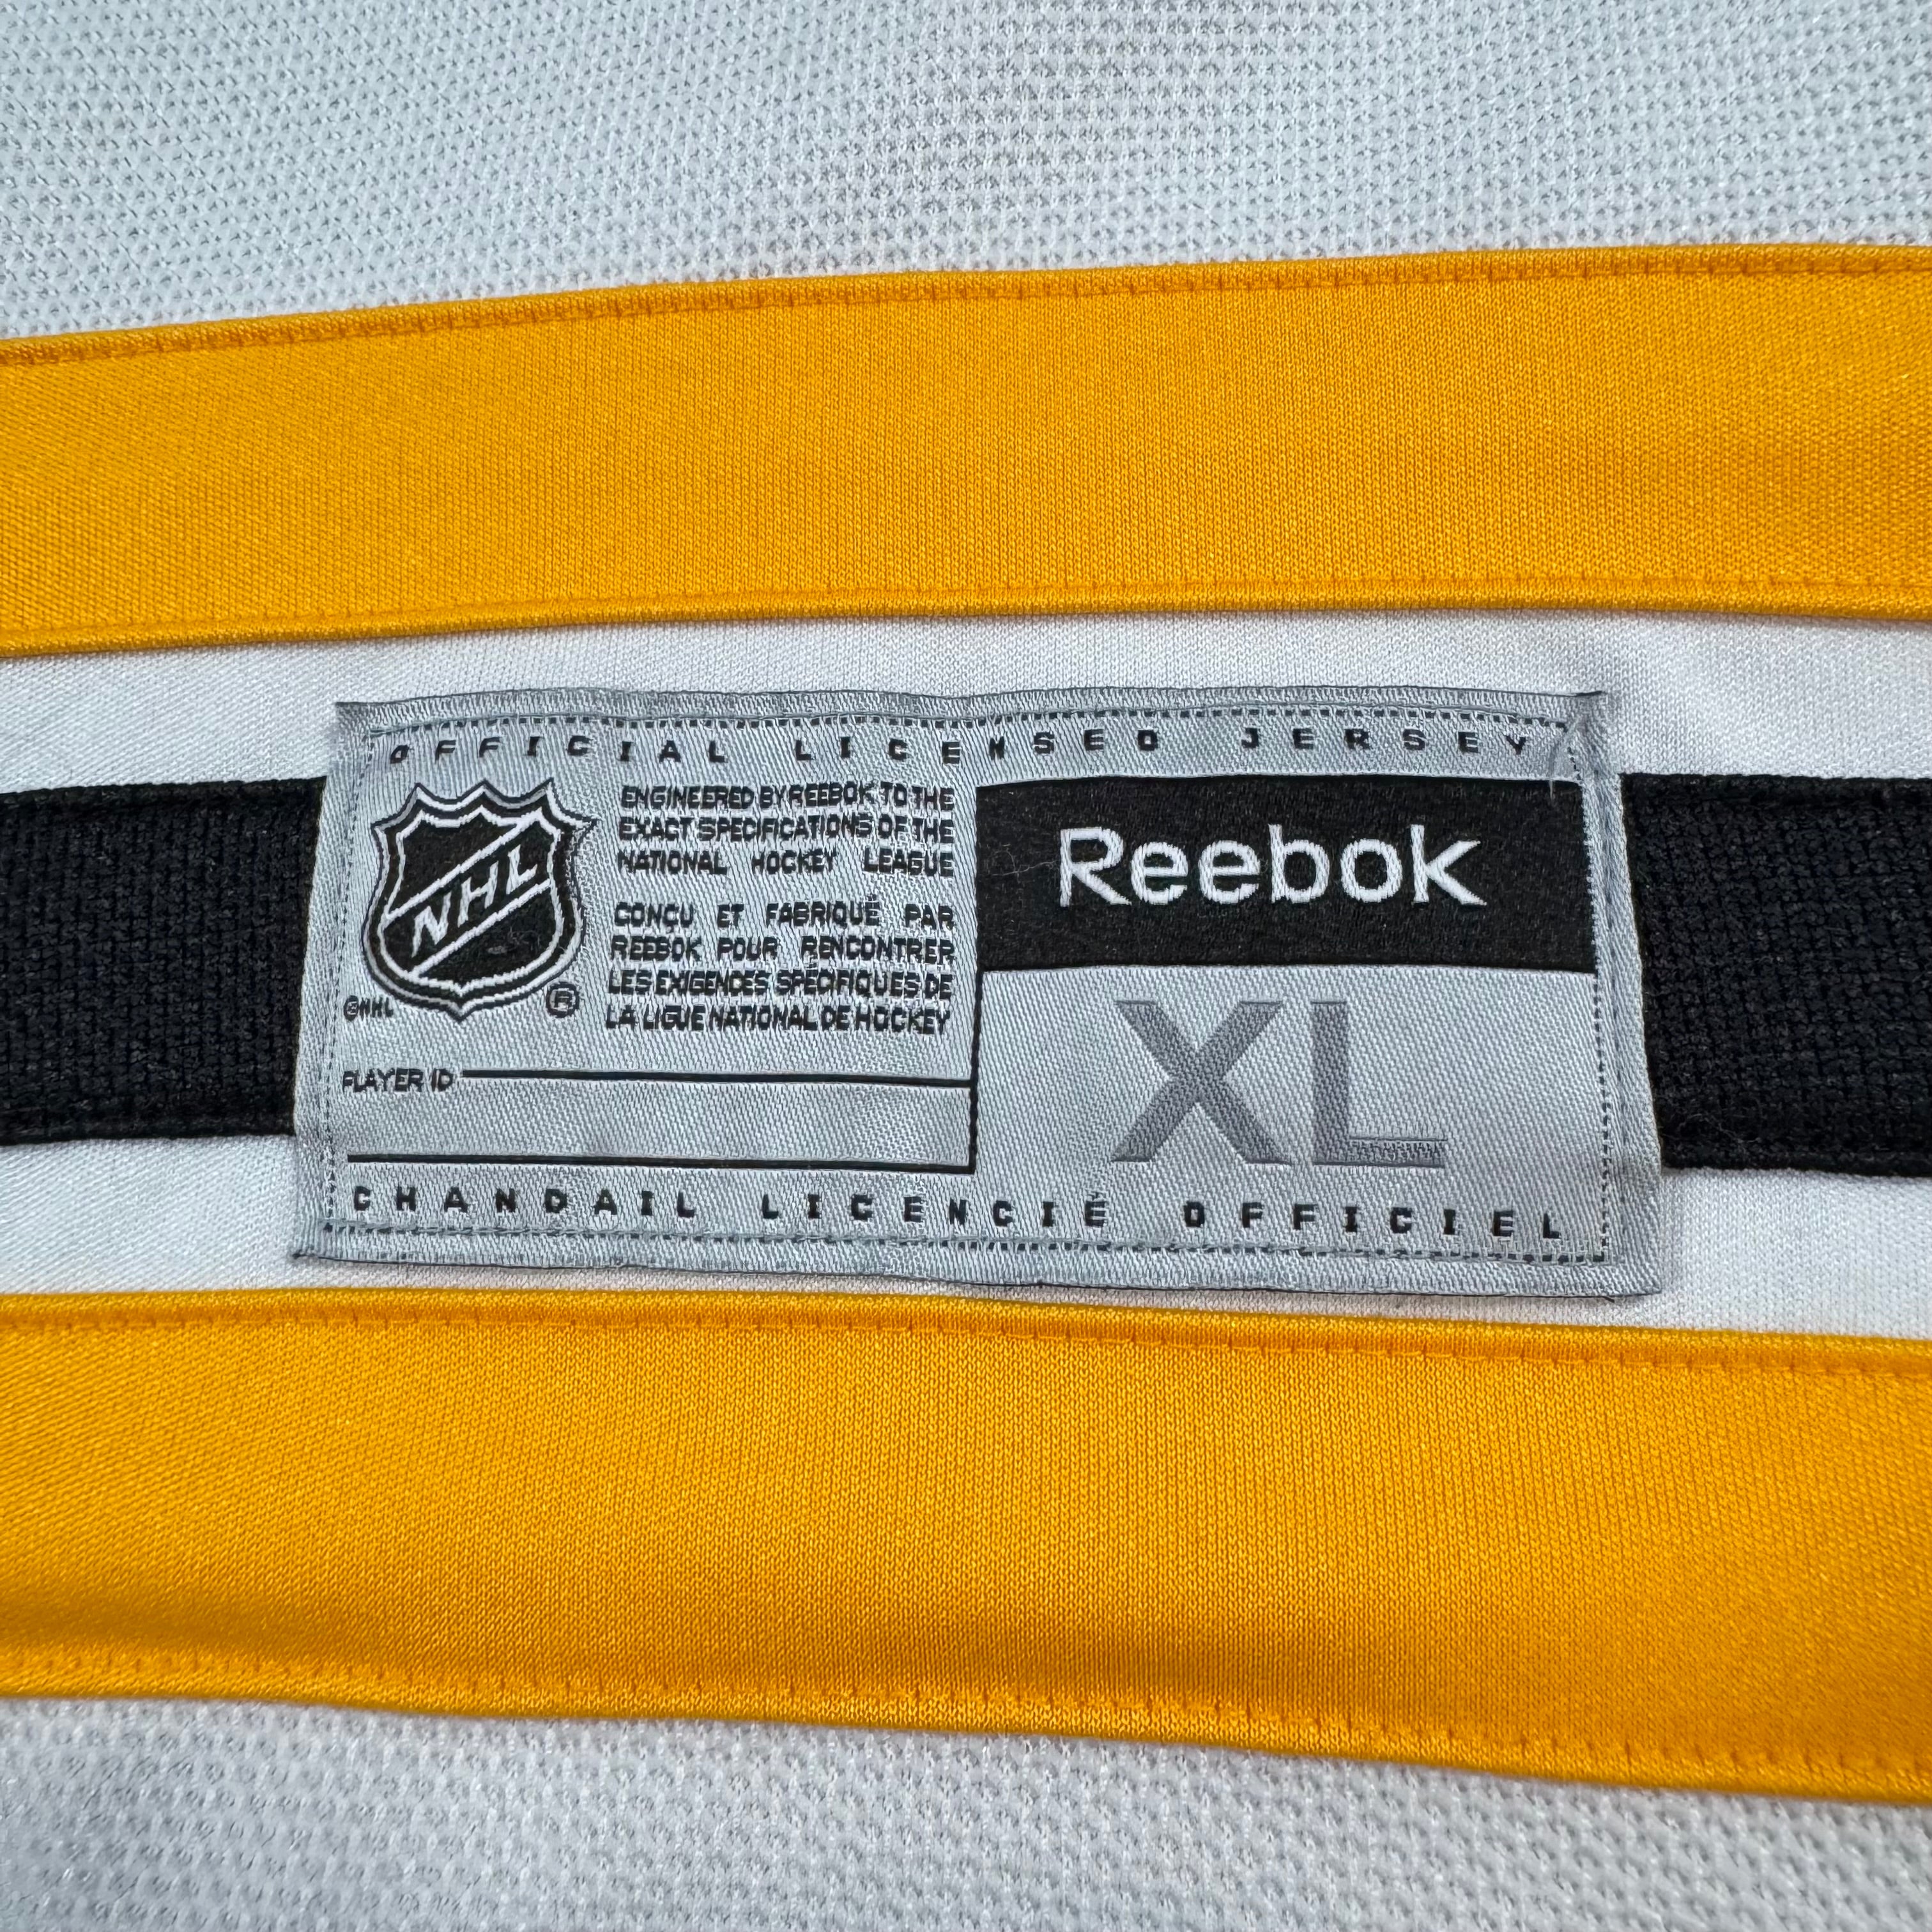 OFFICIAL LICENSED JERSEY
NHL
©NHL
®
ENGINEERED BY REEBOK TO THE
EXACT SPECIFICATIONS OF THE
NATIONAL HOCKEY LEAGUE
CONÇU ET FABRIQUÉ PAR
REEBOK POUR RENCONTRER
LES EXIGENCES SPÉCIFIQUES DE
LA LIGUE NATIONAL DE HOCKEY
PLAYER ID
Reebok
XL
CHANDAIL LICENCIÉ OFFICIEL